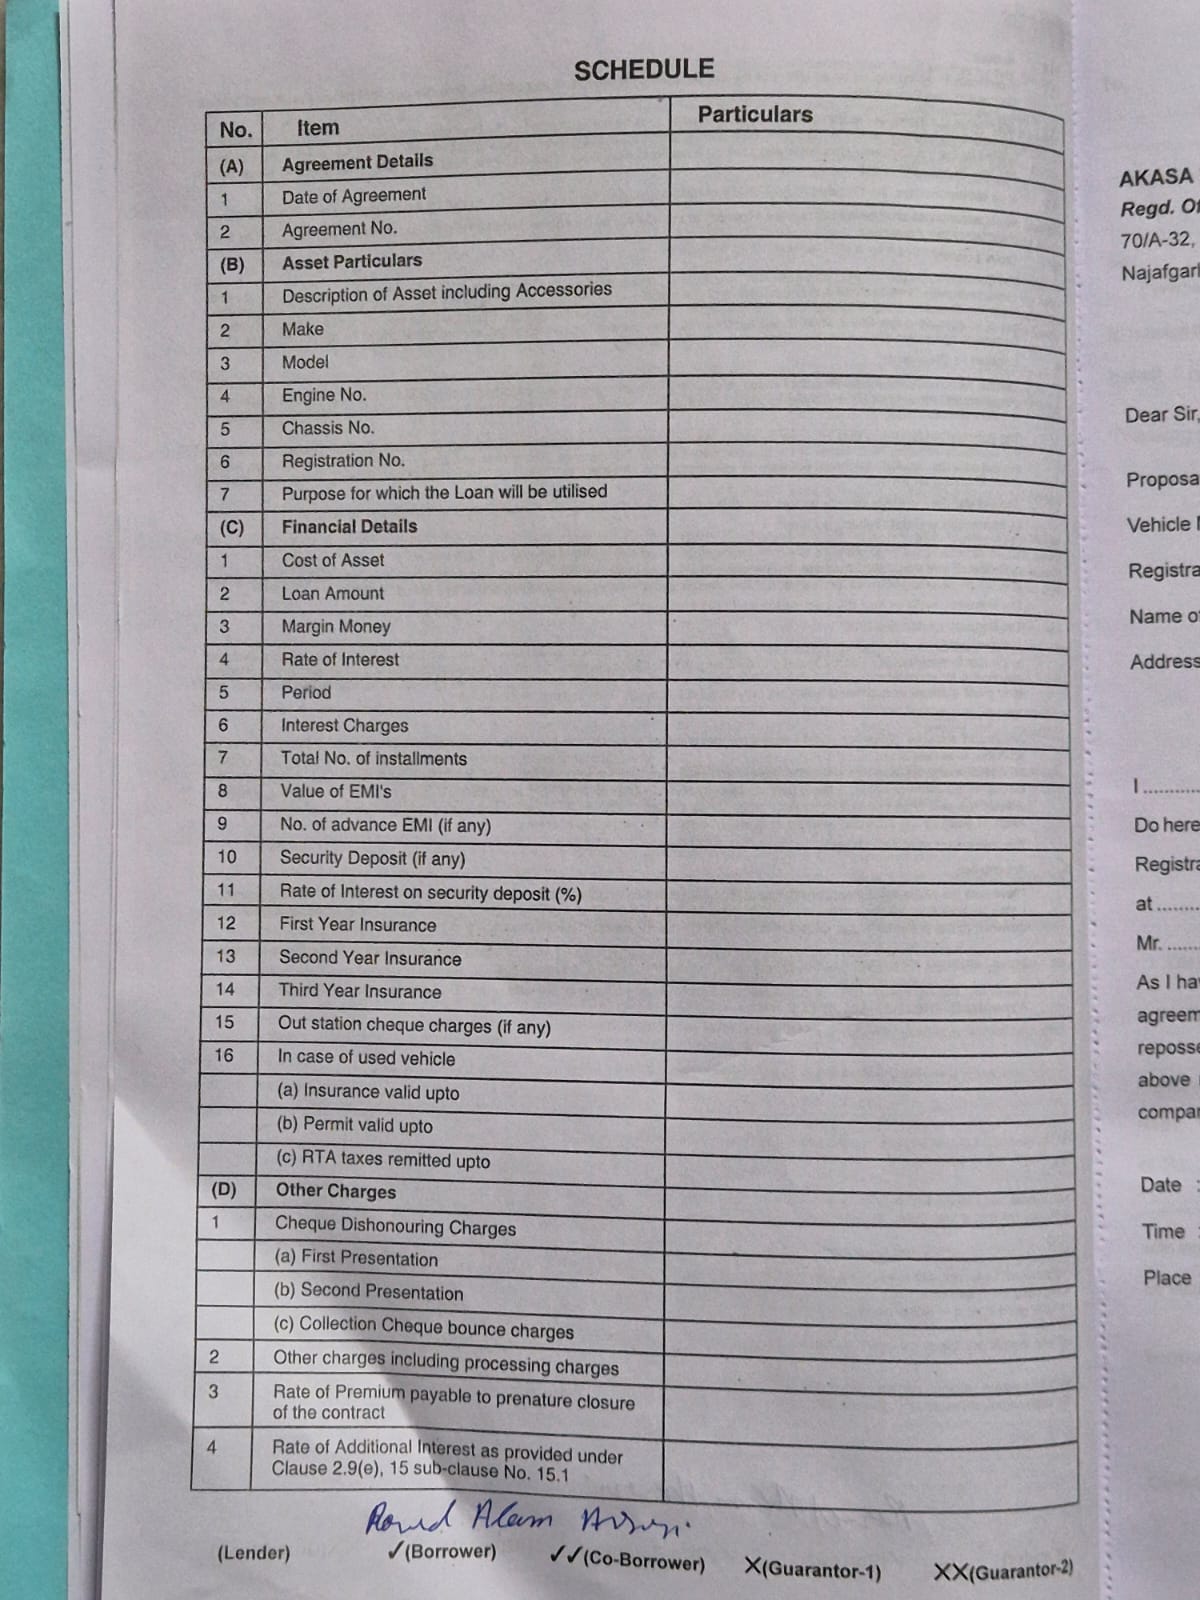 SCHEDULE
No. Item Particulars
(A) Agreement Details
1 Date of Agreement
2 Agreement No.
(B) Asset Particulars
1 Description of Asset including Accessories
2 Make
3 Model
4 Engine No.
5 Chassis No.
6 Registration No.
7 Purpose for which the Loan will be utilised
(C) Financial Details
1 Cost of Asset
2 Loan Amount
3 Margin Money
4 Rate of Interest
5 Period
6 Interest Charges
7 Total No. of installments
8 Value of EMI's
9 No. of advance EMI (if any)
10 Security Deposit (if any)
11 Rate of Interest on security deposit (%)
12 First Year Insurance
13 Second Year Insurance
14 Third Year Insurance
15 Out station cheque charges (if any)
16 In case of used vehicle
(a) Insurance valid upto
(b) Permit valid upto
(c) RTA taxes remitted upto
(D) Other Charges
1 Cheque Dishonouring Charges
(a) First Presentation
(b) Second Presentation
(c) Collection Cheque bounce charges
2 Other charges including processing charges
3 Rate of Premium payable to prenature closure
of the contract
4 Rate of Additional Interest as provided under
Clause 2.9(e), 15 sub-clause No. 15.1
Alam
(Lender) ✓(Borrower) ✓✓(Co-Borrower) X(Guarantor-1) XX(Guarantor-2)
AKASA
Regd. Of
70/A-32,
Najafgarh
Dear Sir,
Proposa
Vehicle
Registra
Name of
Address
I ..........
Do here
Registra
at ........
Mr. ......
As I ha
agreem
reposse
above
compan
Date :
Time :
Place